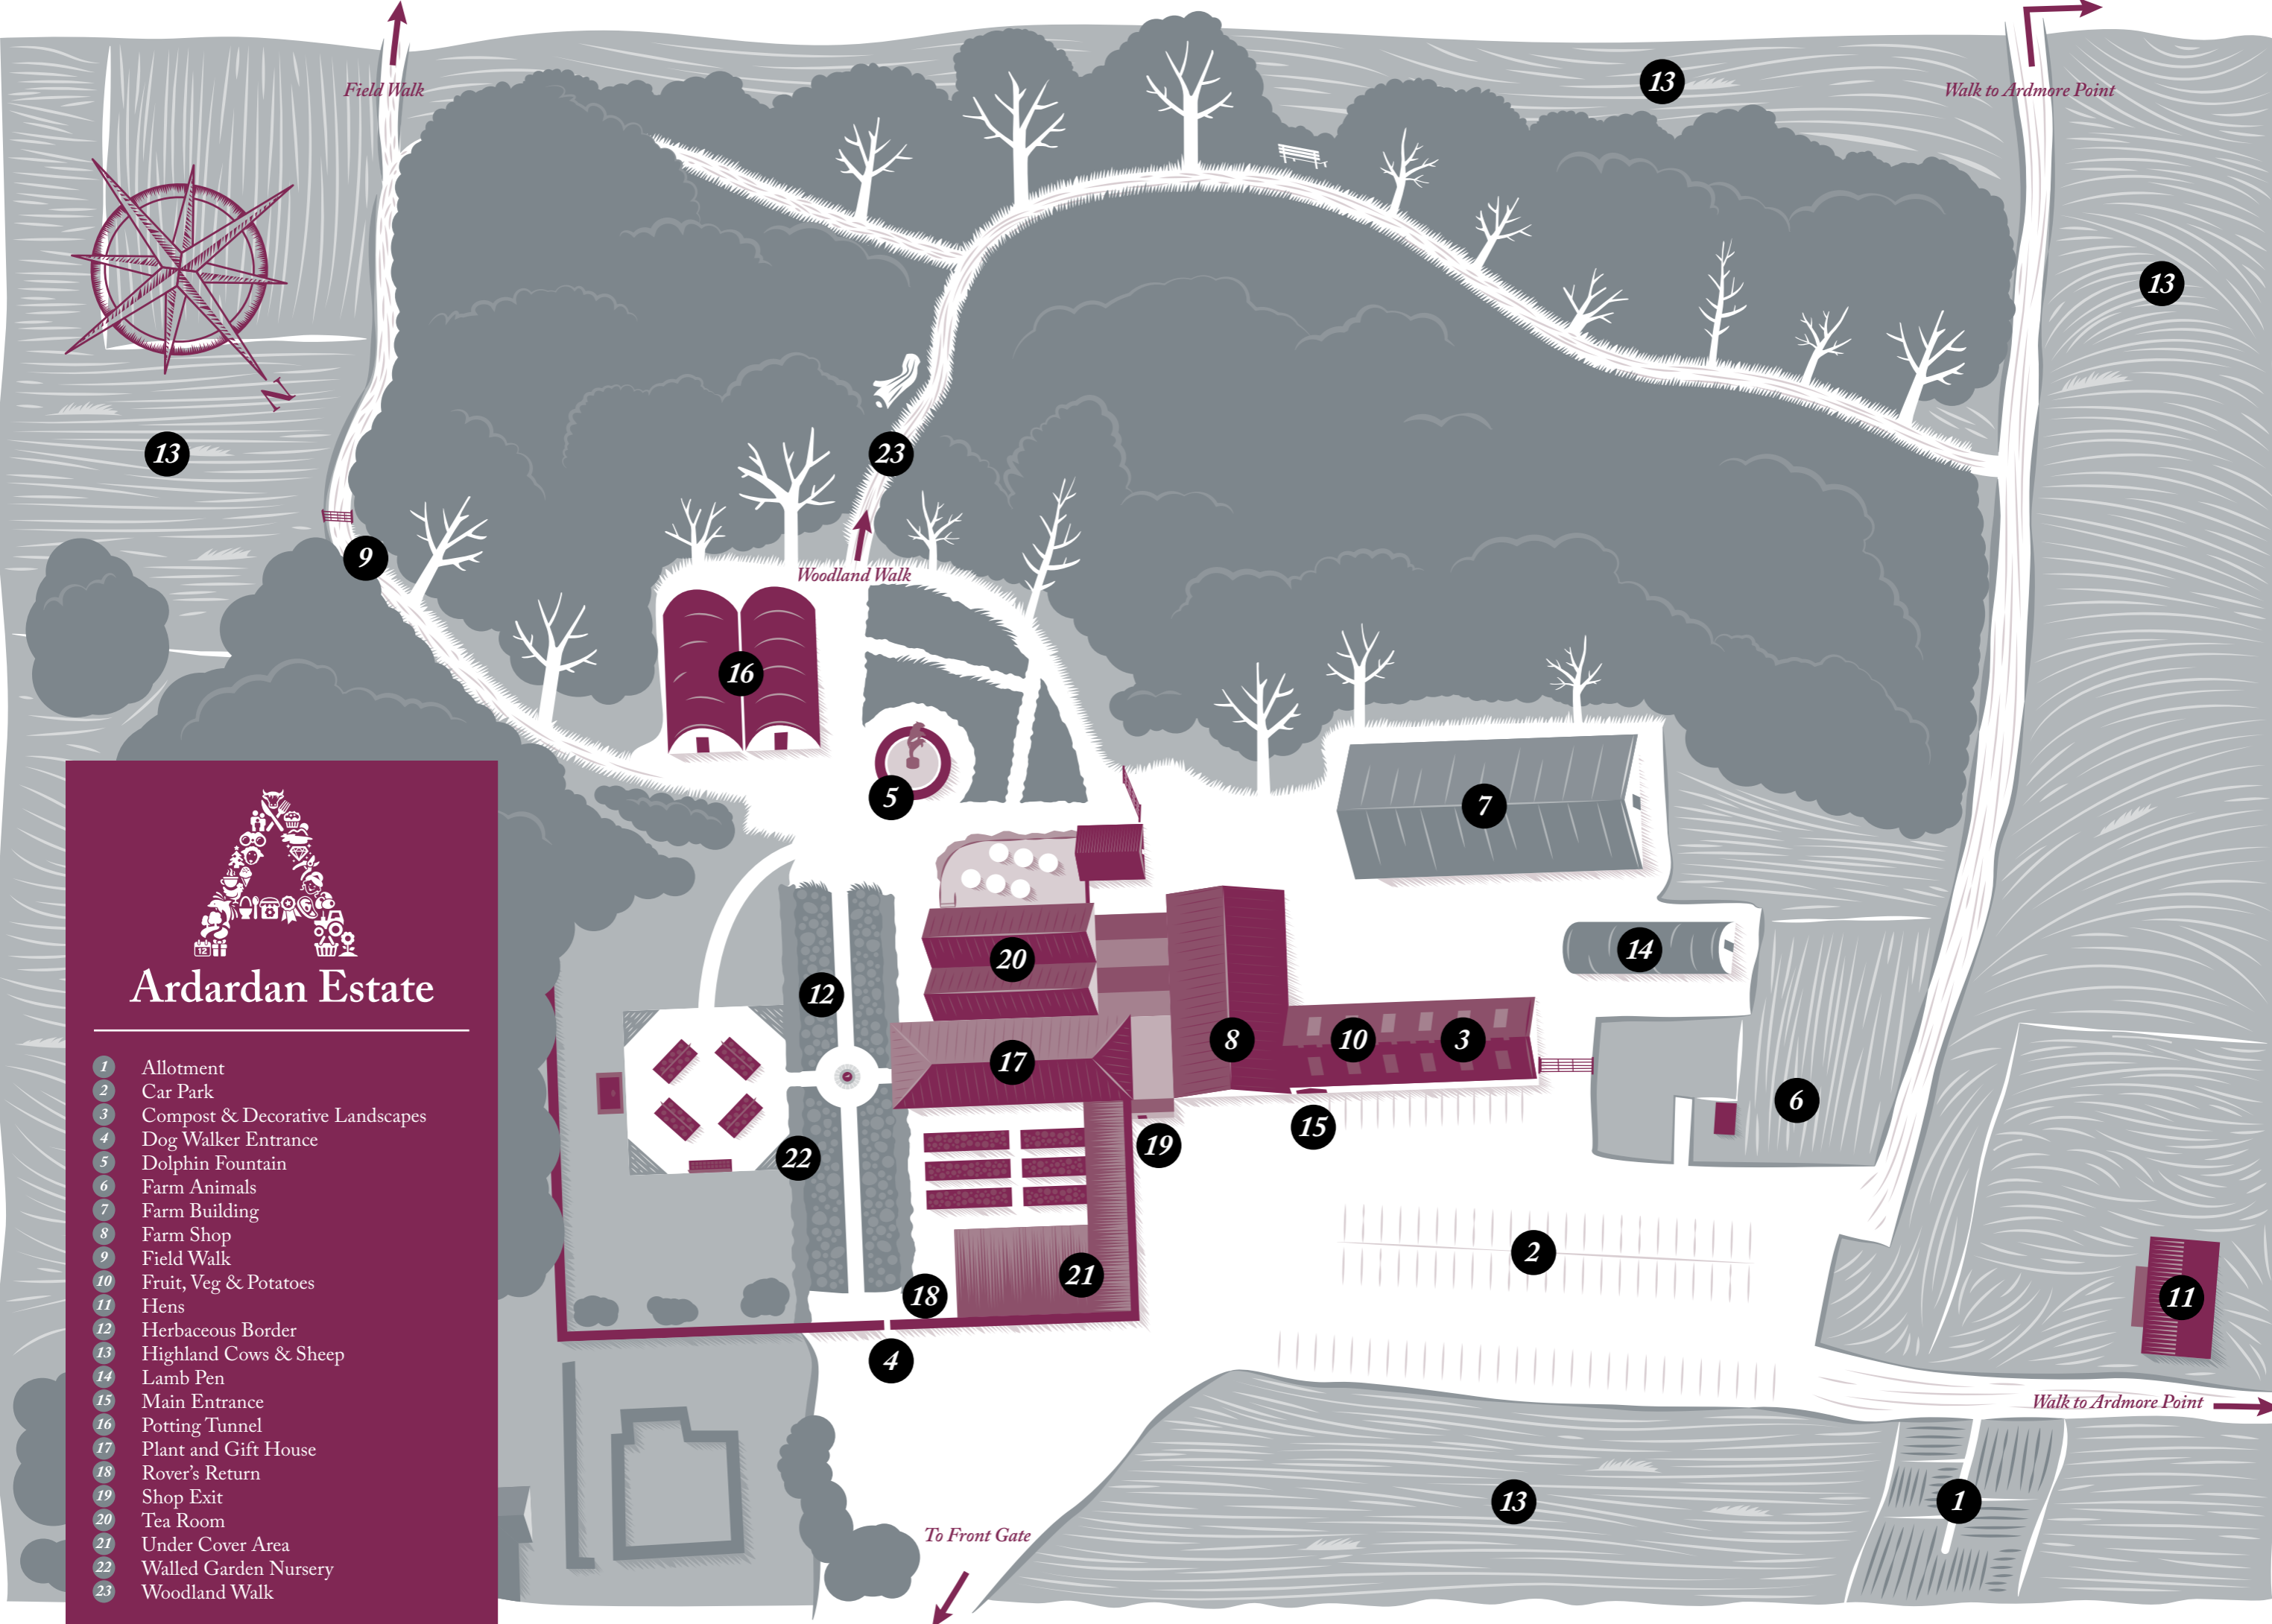 Field Walk
13
Walk to Ardmore Point
13
N
13
23
9
Woodland Walk
16
5
7
20
14
12
17
8
10
3
6
15
19
22
2
21
18
11
4
Walk to Ardmore Point
13
1
To Front Gate
12
Ardardan Estate
1 Allotment
2 Car Park
3 Compost & Decorative Landscapes
4 Dog Walker Entrance
5 Dolphin Fountain
6 Farm Animals
7 Farm Building
8 Farm Shop
9 Field Walk
10 Fruit, Veg & Potatoes
11 Hens
12 Herbaceous Border
13 Highland Cows & Sheep
14 Lamb Pen
15 Main Entrance
16 Potting Tunnel
17 Plant and Gift House
18 Rover's Return
19 Shop Exit
20 Tea Room
21 Under Cover Area
22 Walled Garden Nursery
23 Woodland Walk